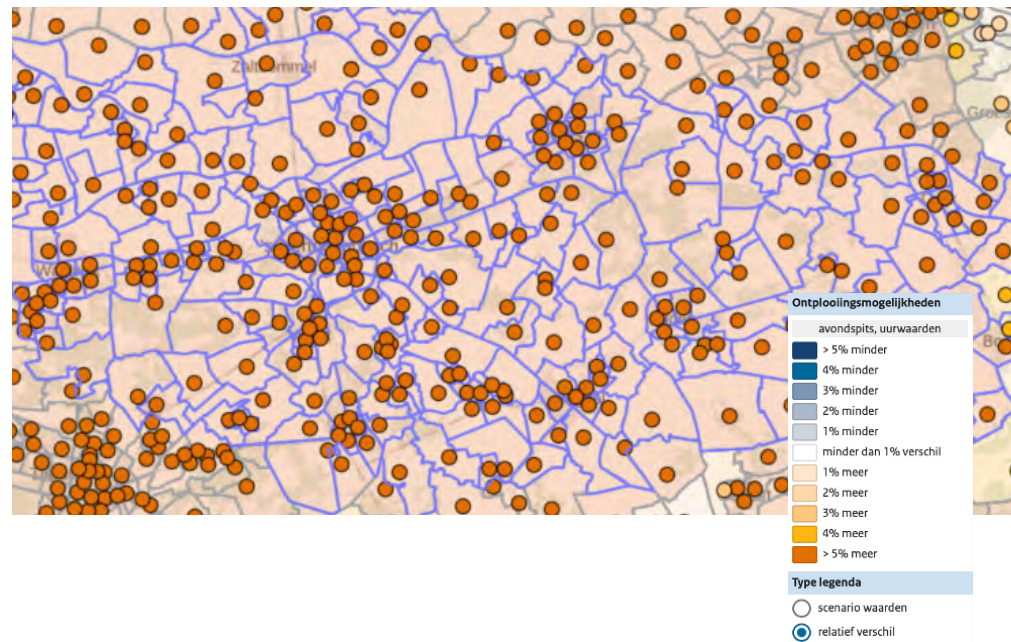 Zaltbommel
Groes
Ontplooiingsmogelijkheden
avondspits, uurwaarden
> 5% minder
4% minder
3% minder
2% minder
1% minder
minder dan 1% verschil
1% meer
2% meer
3% meer
4% meer
> 5% meer
Type legenda
scenario waarden
relatief verschil